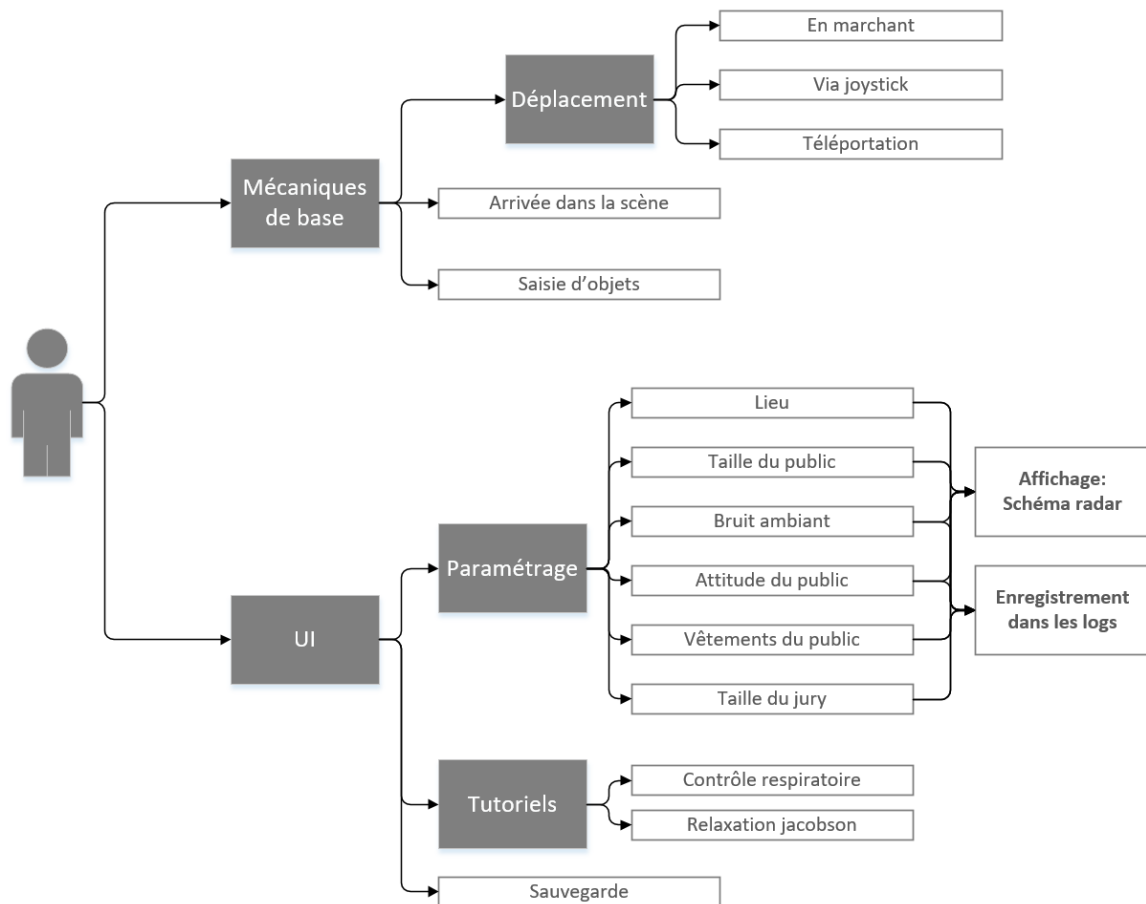 En marchant
Déplacement
Via joystick
Téléportation
Mécaniques
de base
Arrivée dans la scène
Saisie d’objets
Lieu
Taille du public
Affichage:
Schéma radar
Bruit ambiant
Paramétrage
Attitude du public
Enregistrement
dans les logs
UI
Vêtements du public
Taille du jury
Tutoriels
Contrôle respiratoire
Relaxation jacobson
Sauvegarde